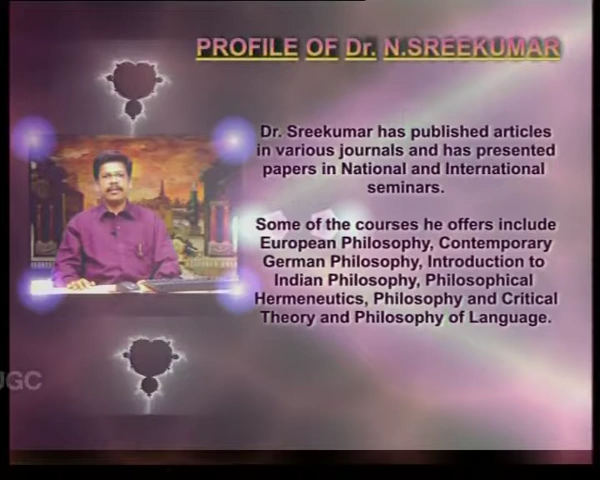 PROFILE OF Dr. N.SREEKUMAR
Dr. Sreekumar has published articles
in various journals and has presented
papers in National and International
seminars.
Some of the courses he offers include
European Philosophy, Contemporary
German Philosophy, Introduction to
Indian Philosophy, Philosophical
Hermeneutics, Philosophy and Critical
Theory and Philosophy of Language.
UGC